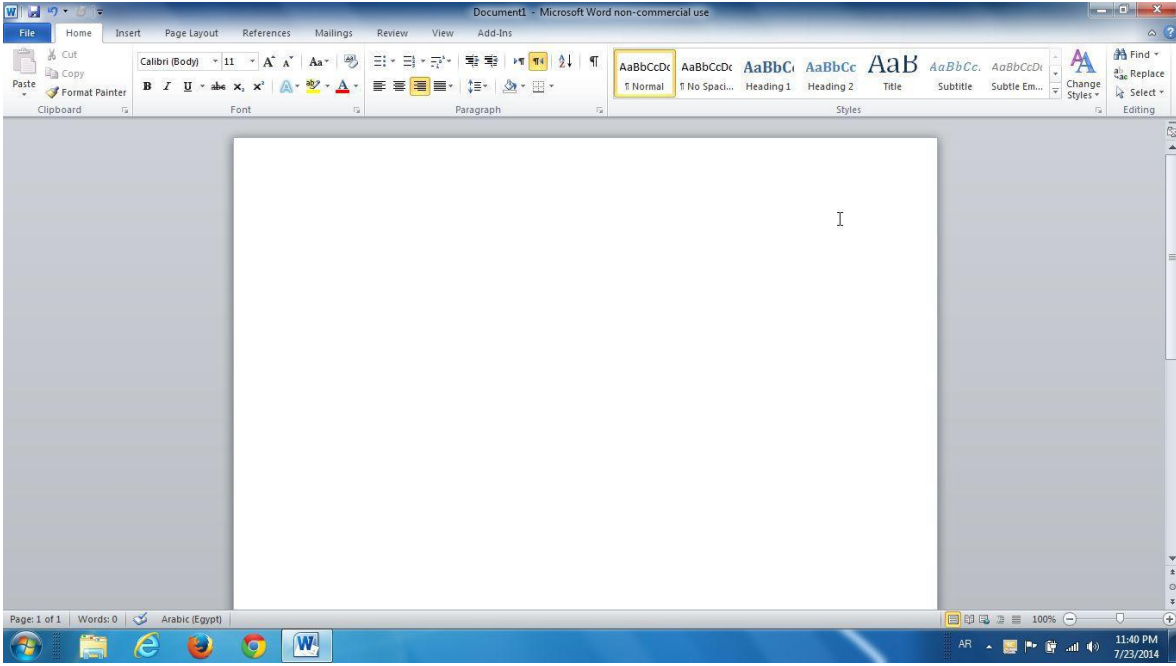 Document1 - Microsoft Word non-commercial use
File Home Insert Page Layout References Mailings Review View Add-Ins
Cut
Copy
Format Painter
Paste
Clipboard
Calibri (Body) 11
Font
Paragraph
AaBbCcDc AaBbCcDc AaBbC AaBbCc AaB AaBbCc. AaBbCcDt
¶ Normal ¶ No Spaci... Heading 1 Heading 2 Title Subtitle Subtle Em...
Change
Styles
Styles
Find
Replace
Select
Editing
Page: 1 of 1 Words: 0 Arabic (Egypt) 100%
AR 11:40 PM
7/23/2014